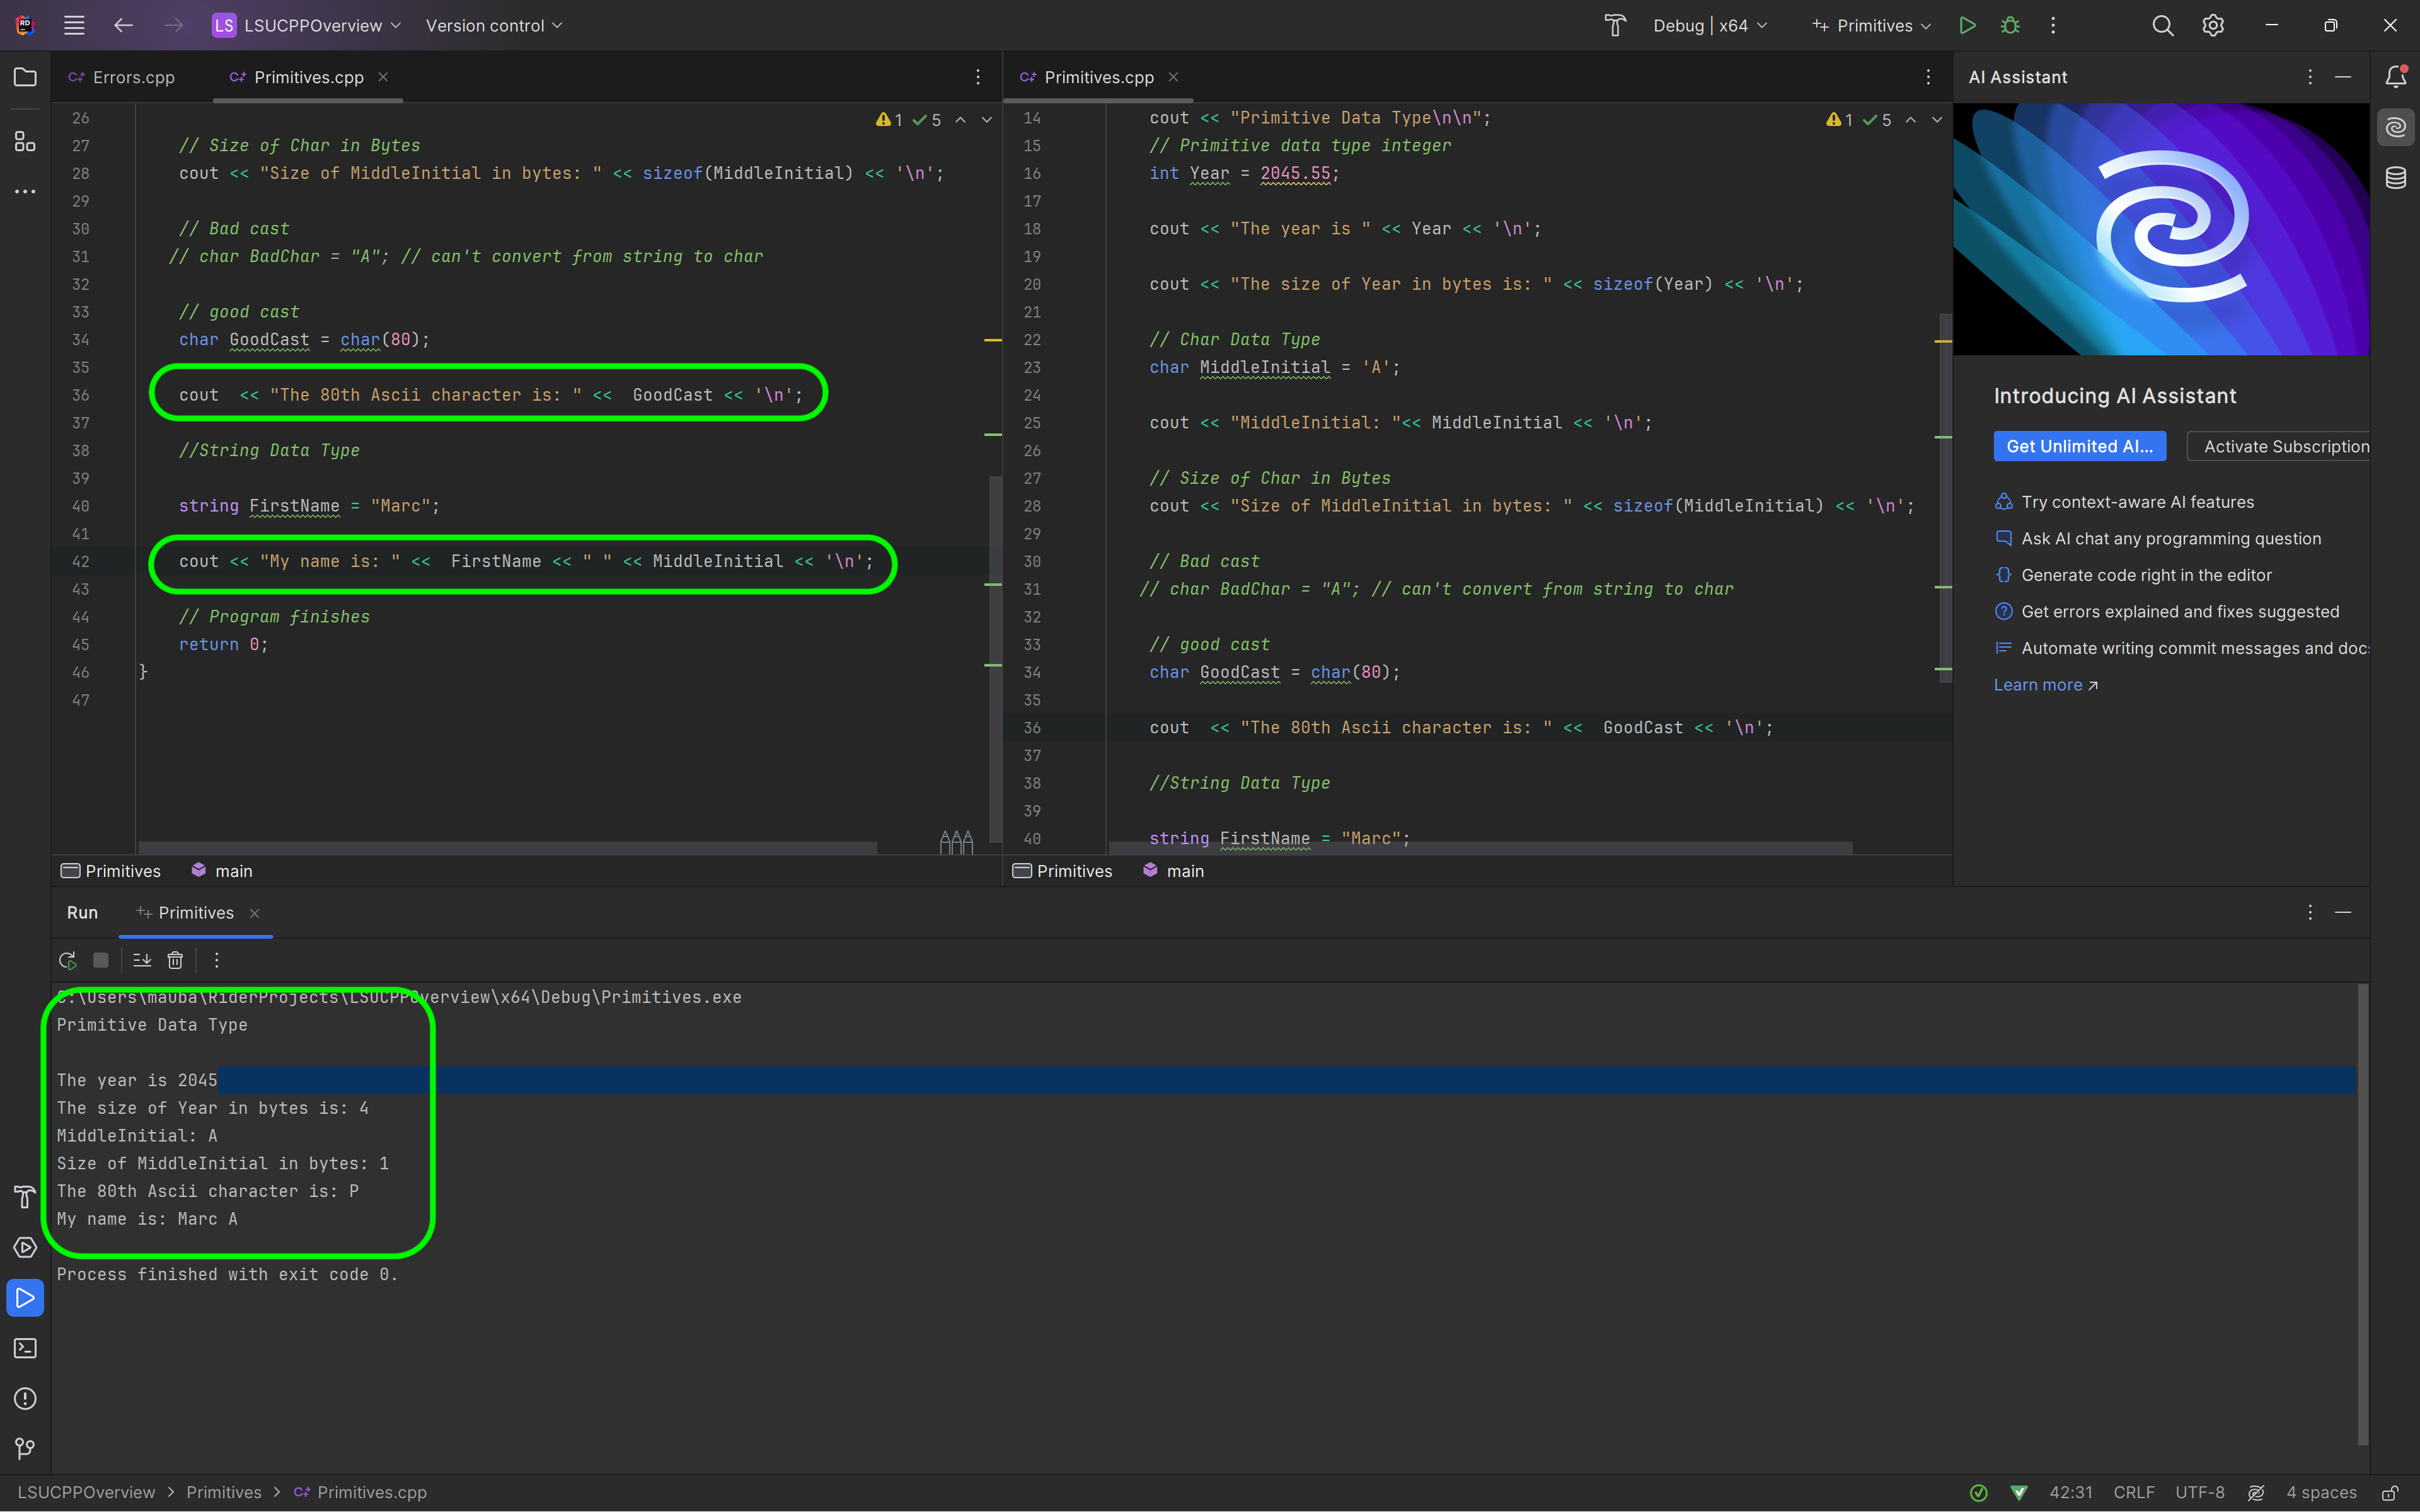 LS LSUCPPOverview Version control Debug | x64 Primitives
Errors.cpp Primitives.cpp
26
27 // Size of Char in Bytes
28 cout << "Size of MiddleInitial in bytes: " << sizeof(MiddleInitial) << '\n';
29
30 // Bad cast
31 // char BadChar = "A"; // can't convert from string to char
32
33 // good cast
34 char GoodCast = char(80);
35
36 cout  << "The 80th Ascii character is: " <<  GoodCast << '\n';
37
38 //String Data Type
39
40 string FirstName = "Marc";
41
42 cout << "My name is: " <<  FirstName << " " << MiddleInitial << '\n';
43
44 // Program finishes
45 return 0;
46 }
47
1 5
Primitives main
Primitives.cpp
14 cout << "Primitive Data Type\n\n";
15 // Primitive data type integer
16 int Year = 2045.55;
17
18 cout << "The year is " << Year << '\n';
19
20 cout << "The size of Year in bytes is: " << sizeof(Year) << '\n';
21
22 // Char Data Type
23 char MiddleInitial = 'A';
24
25 cout << "MiddleInitial: "<< MiddleInitial << '\n';
26
27 // Size of Char in Bytes
28 cout << "Size of MiddleInitial in bytes: " << sizeof(MiddleInitial) << '\n';
29
30 // Bad cast
31 // char BadChar = "A"; // can't convert from string to char
32
33 // good cast
34 char GoodCast = char(80);
35
36 cout  << "The 80th Ascii character is: " <<  GoodCast << '\n';
37
38 //String Data Type
39
40 string FirstName = "Marc";
1 5
Primitives main
AI Assistant
Introducing AI Assistant
Get Unlimited AI... Activate Subscription
Try context-aware AI features
Ask AI chat any programming question
Generate code right in the editor
Get errors explained and fixes suggested
Automate writing commit messages and docs
Learn more ↗
Run Primitives
C:\Users\mauba\RiderProjects\LSUCPPOverview\x64\Debug\Primitives.exe
Primitive Data Type
The year is 2045
The size of Year in bytes is: 4
MiddleInitial: A
Size of MiddleInitial in bytes: 1
The 80th Ascii character is: P
My name is: Marc A
Process finished with exit code 0.
LSUCPPOverview > Primitives > Primitives.cpp 42:31 CRLF UTF-8 4 spaces